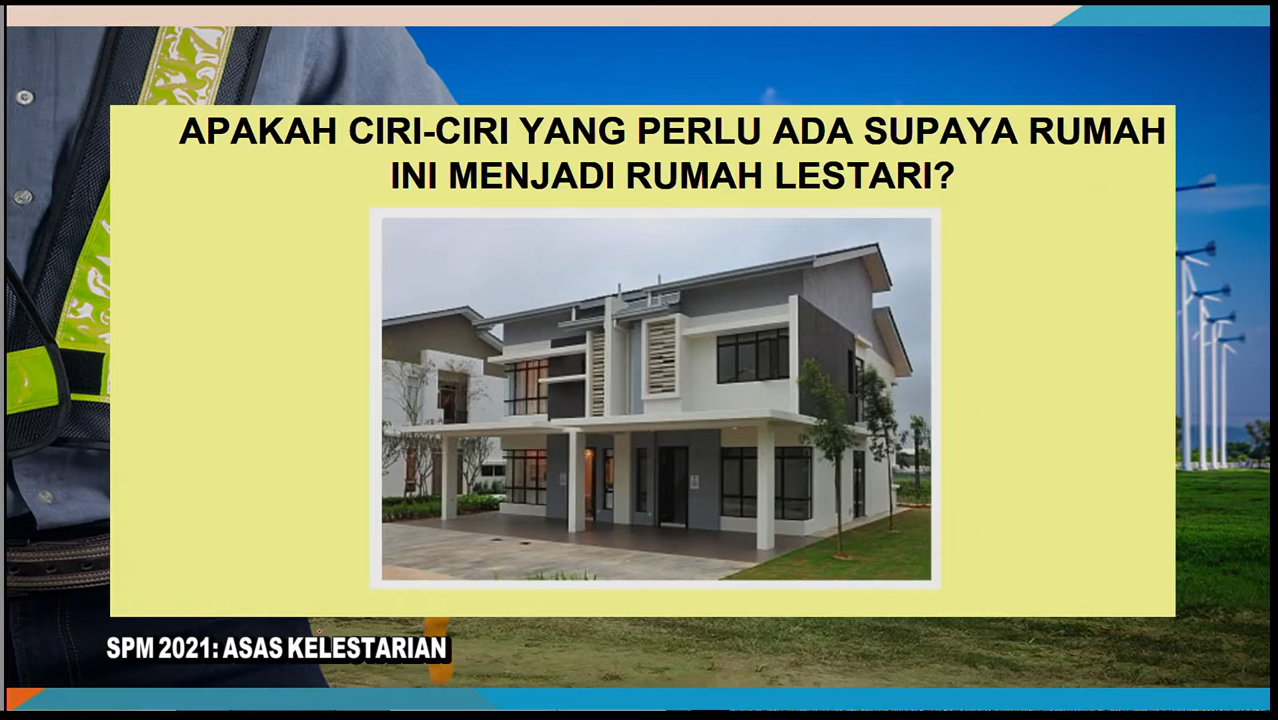 APAKAH CIRI-CIRI YANG PERLU ADA SUPAYA RUMAH
INI MENJADI RUMAH LESTARI?
SPM 2021: ASAS KELESTARIAN